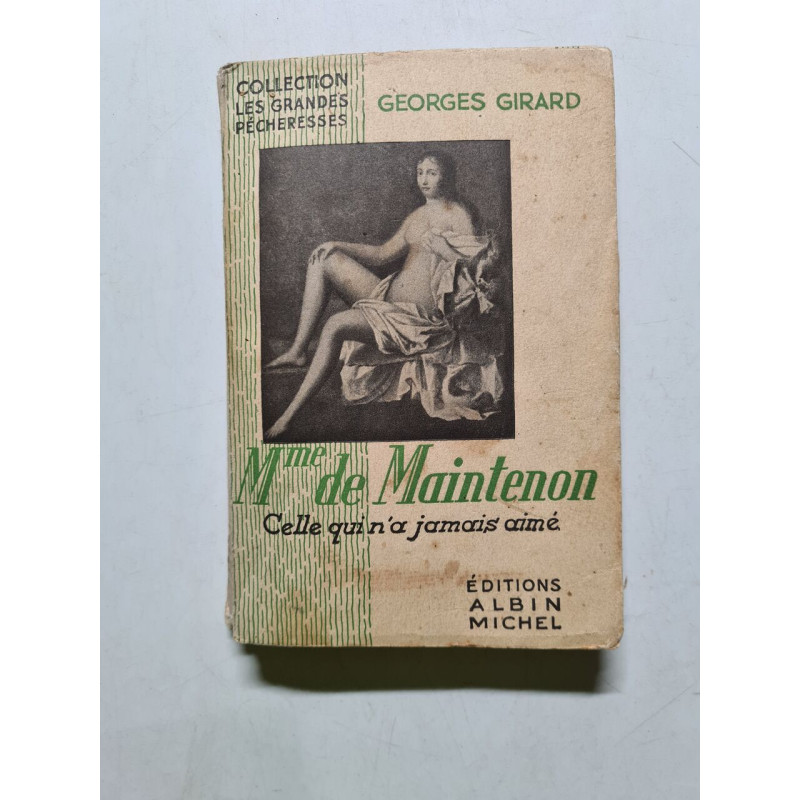 COLLECTION
LES GRANDES
PÉCHERESSES
GEORGES GIRARD
Mme de Maintenon
Celle qui n'a jamais aimé
ÉDITIONS
ALBIN
MICHEL